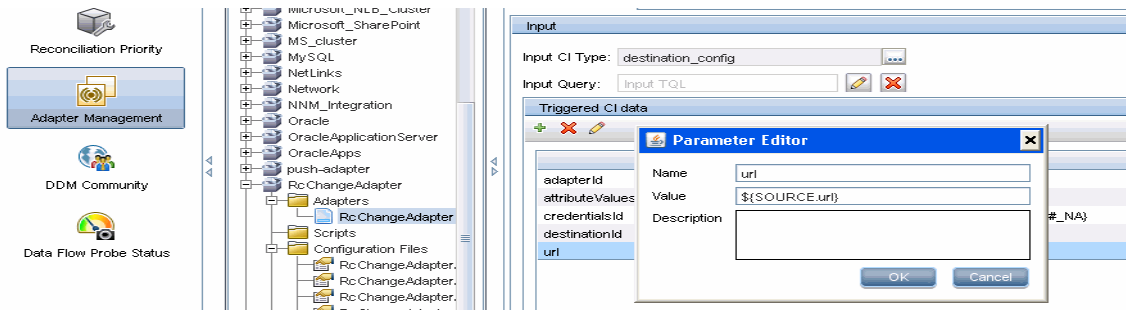 Reconciliation Priority
Adapter Management
DDM Community
Data Flow Probe Status
Microsoft_NLB_Cluster
Microsoft_SharePoint
MS_cluster
MySQL
NetLinks
Network
NNM_Integration
Oracle
OracleApplicationServer
OracleApps
push-adapter
RcChangeAdapter
Adapters
RcChangeAdapter
Scripts
Configuration Files
RcChangeAdapter.
RcChangeAdapter.
RcChangeAdapter.
Input
Input CI Type: destination_config ...
Input Query: Input TQL
Triggered CI data
adapterId
attributeValues
credentialsId #_NA}
destinationId
url
Parameter Editor
Name url
Value ${SOURCE.url}
Description
OK Cancel